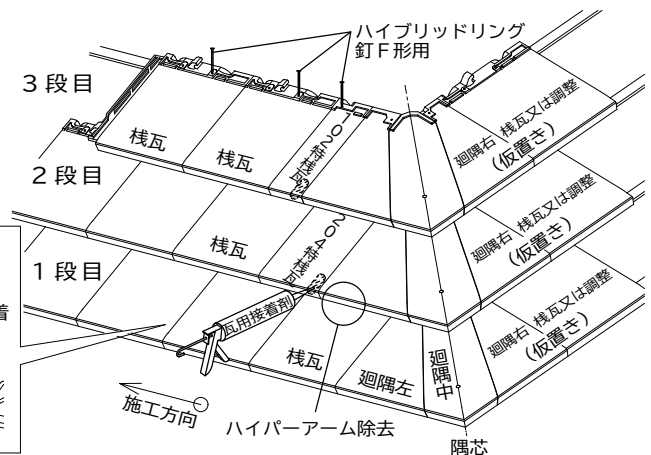 ハイブリッドリング
釘F形用
3段目
桟瓦
桟瓦
102特桟瓦
廻隅右
桟瓦又は調整
(仮置き)
2段目
桟瓦
204特桟瓦
廻隅右
桟瓦又は調整
(仮置き)
1段目
着
瓦用接着剤
桟瓦
廻隅左
廻隅中
廻隅右
桟瓦又は調整
(仮置き)
施工方向
ハイパーアーム除去
隅芯